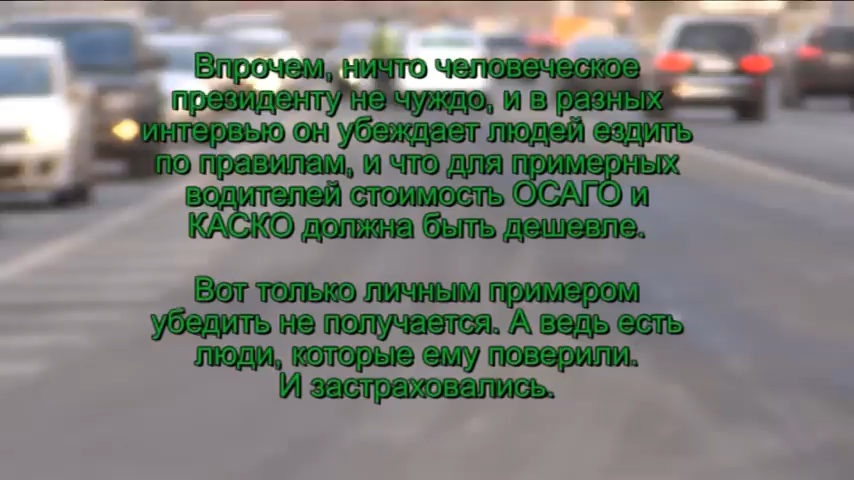 Впрочем, ничто человеческое
президенту не чуждо, и в разных
интервью он убеждает людей ездить
по правилам, и что для примерных
водителей стоимость ОСАГО и
КАСКО должна быть дешевле.
Вот только личным примером
убедить не получается. А ведь есть
люди, которые ему поверили.
И застраховались.